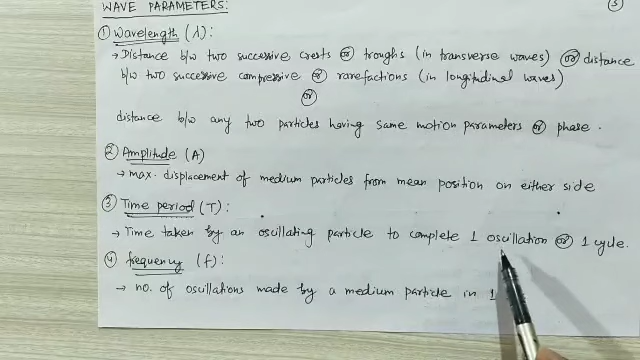 WAVE PARAMETERS:
5
① Wavelength (λ):
→ Distance b/w two successive crests or troughs (in transverse waves) or distance
b/w two successive compressive or rarefactions (in longitudinal waves)
or
distance b/w any two particles having same motion parameters or phase.
② Amplitude (A)
→ max. displacement of medium particles from mean position on either side
③ Time period (T):
→ Time taken by an oscillating particle to complete 1 oscillation or 1 cycle.
④ frequency (f):
→ no. of oscillations made by a medium particle in 1